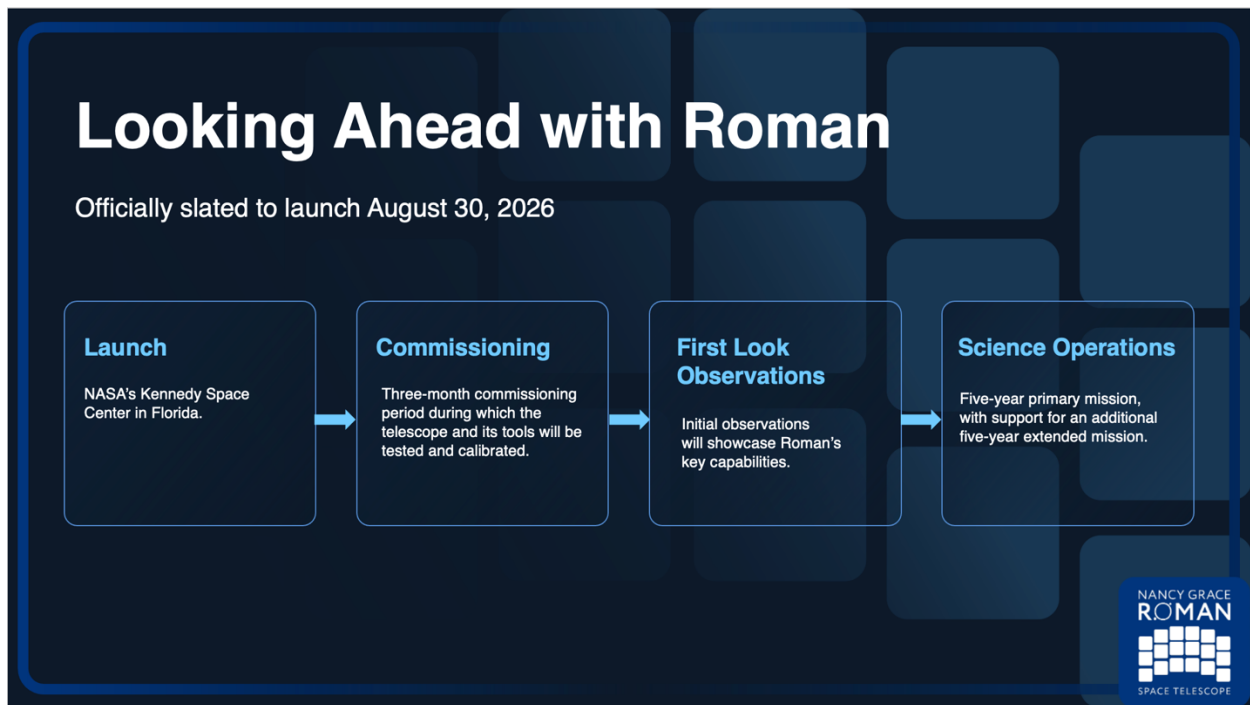 Looking Ahead with Roman
Officially slated to launch August 30, 2026
Launch
NASA's Kennedy Space
Center in Florida.
Commissioning
Three-month commissioning
period during which the
telescope and its tools will be
tested and calibrated.
First Look
Observations
Initial observations
will showcase Roman's
key capabilities.
Science Operations
Five-year primary mission,
with support for an additional
five-year extended mission.
NANCY GRACE
ROMAN
SPACE TELESCOPE